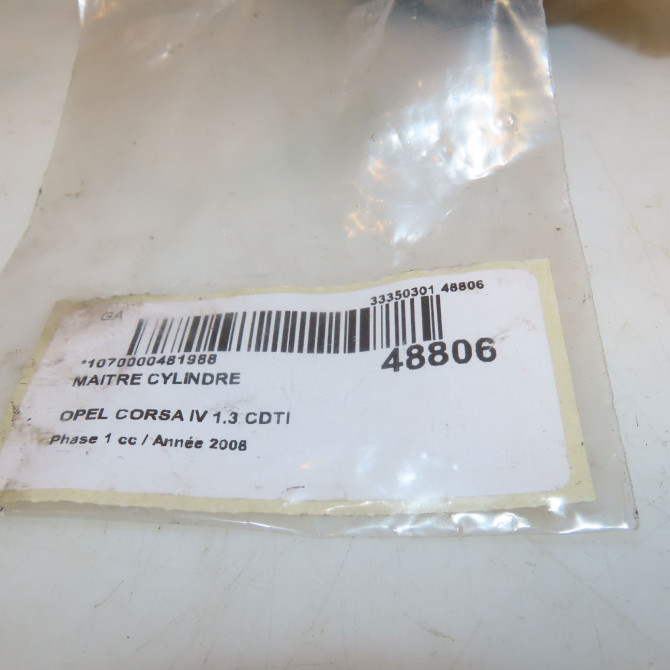 GA
33350301 48806
*1070000481988
48806
MAITRE CYLINDRE
OPEL CORSA IV 1.3 CDTI
Phase 1 cc / Année 2008